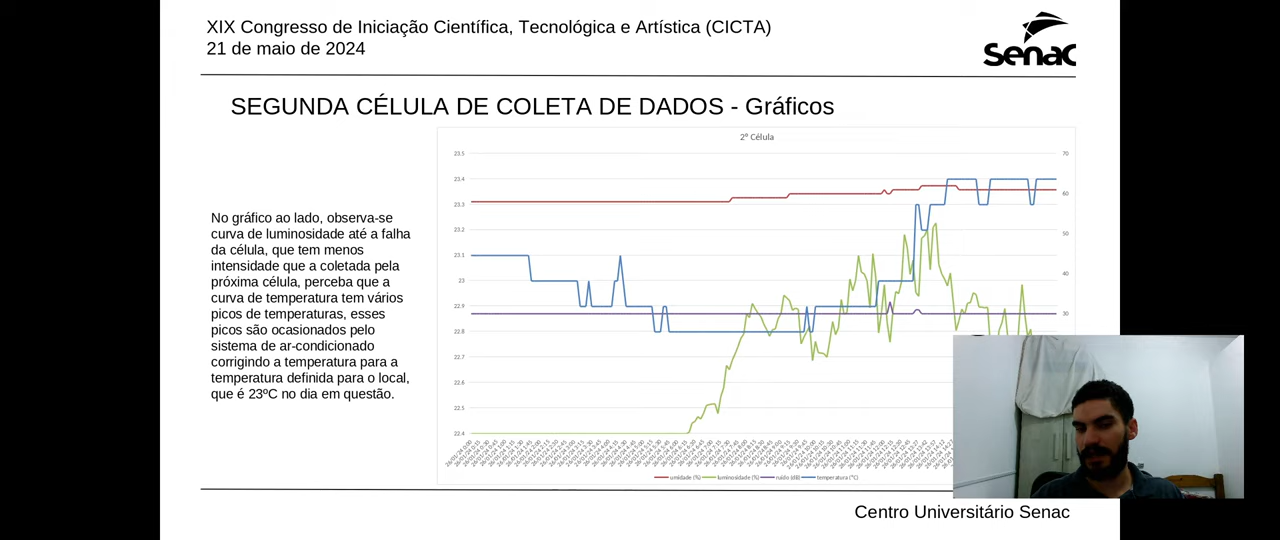 XIX Congresso de Iniciação Científica, Tecnológica e Artística (CICTA)
21 de maio de 2024
Senac
SEGUNDA CÉLULA DE COLETA DE DADOS - Gráficos
2ª Célula
No gráfico ao lado, observa-se
curva de luminosidade até a falha
da célula, que tem menos
intensidade que a coletada pela
próxima célula, perceba que a
curva de temperatura tem vários
picos de temperaturas, esses
picos são ocasionados pelo
sistema de ar-condicionado
corrigindo a temperatura para a
temperatura definida para o local,
que é 23ºC no dia em questão.
23.5
23.4
23.3
23.2
23.1
23
22.9
22.8
22.7
22.6
22.5
22.4
70
60
50
40
30
umidade (%) luminosidade (%) ruído (dB) temperatura (°C)
Centro Universitário Senac